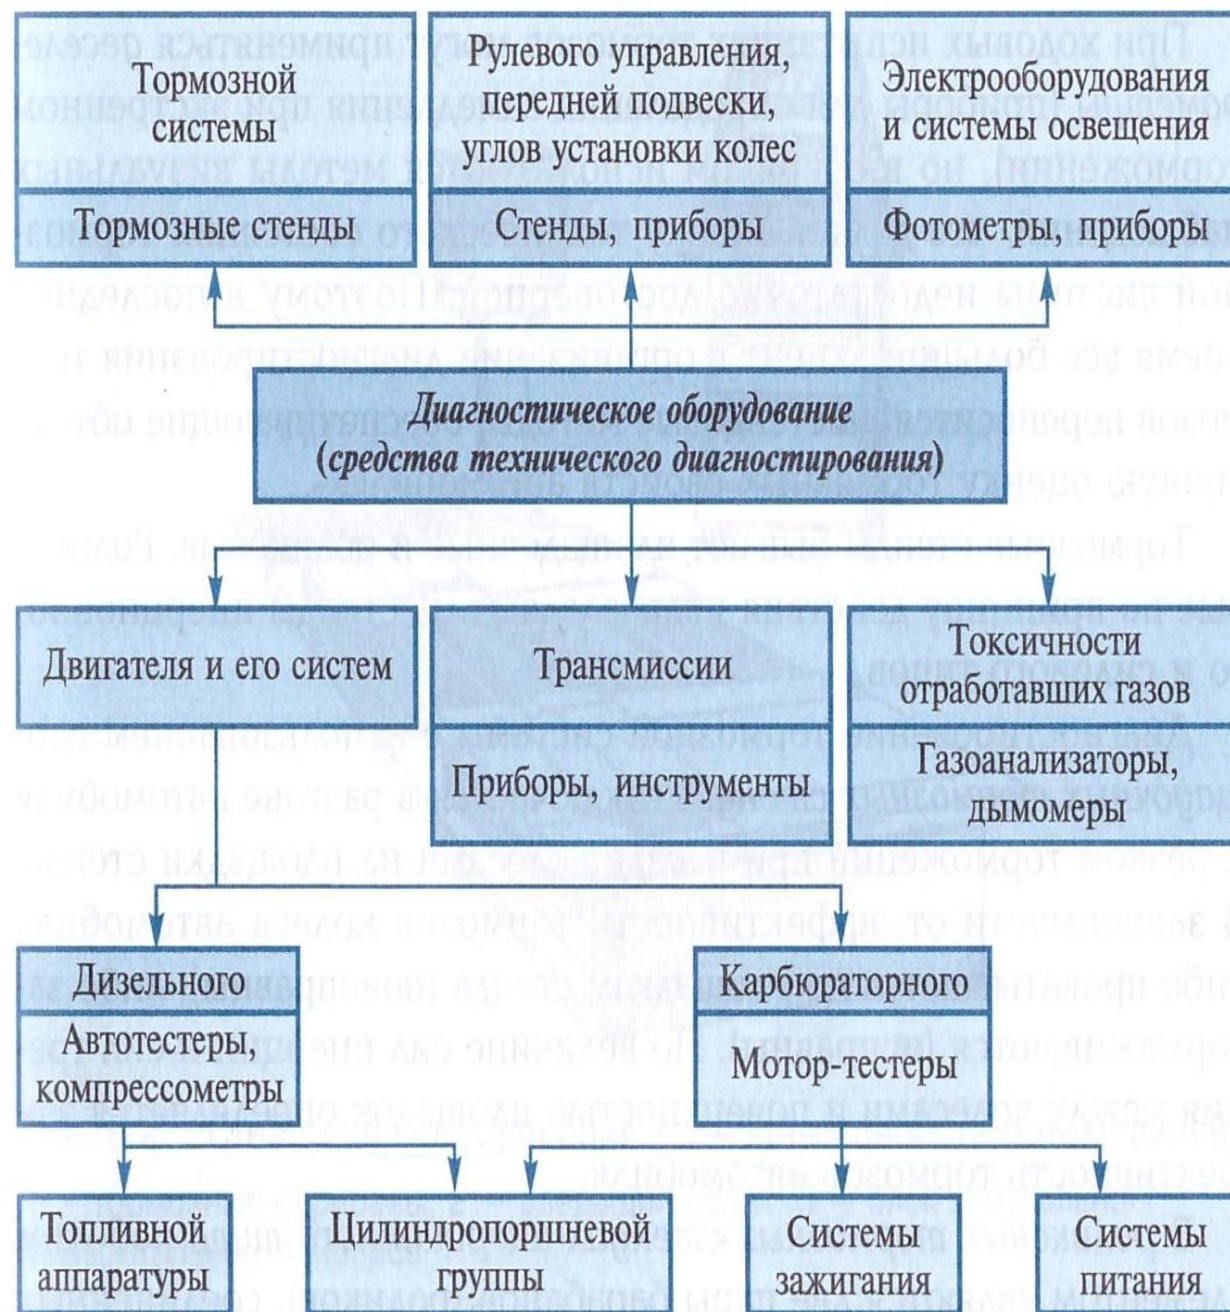 Тормозной
системы
Тормозные стенды
Рулевого управления,
передней подвески,
углов установки колес
Стенды, приборы
Электрооборудования
и системы освещения
Фотометры, приборы
Диагностическое оборудование
(средства технического диагностирования)
Двигателя и его систем
Трансмиссии
Приборы, инструменты
Токсичности
отработавших газов
Газоанализаторы,
дымомеры
Дизельного
Автотестеры,
компрессометры
Карбюраторного
Мотор-тестеры
Топливной
аппаратуры
Цилиндропоршневой
группы
Системы
зажигания
Системы
питания